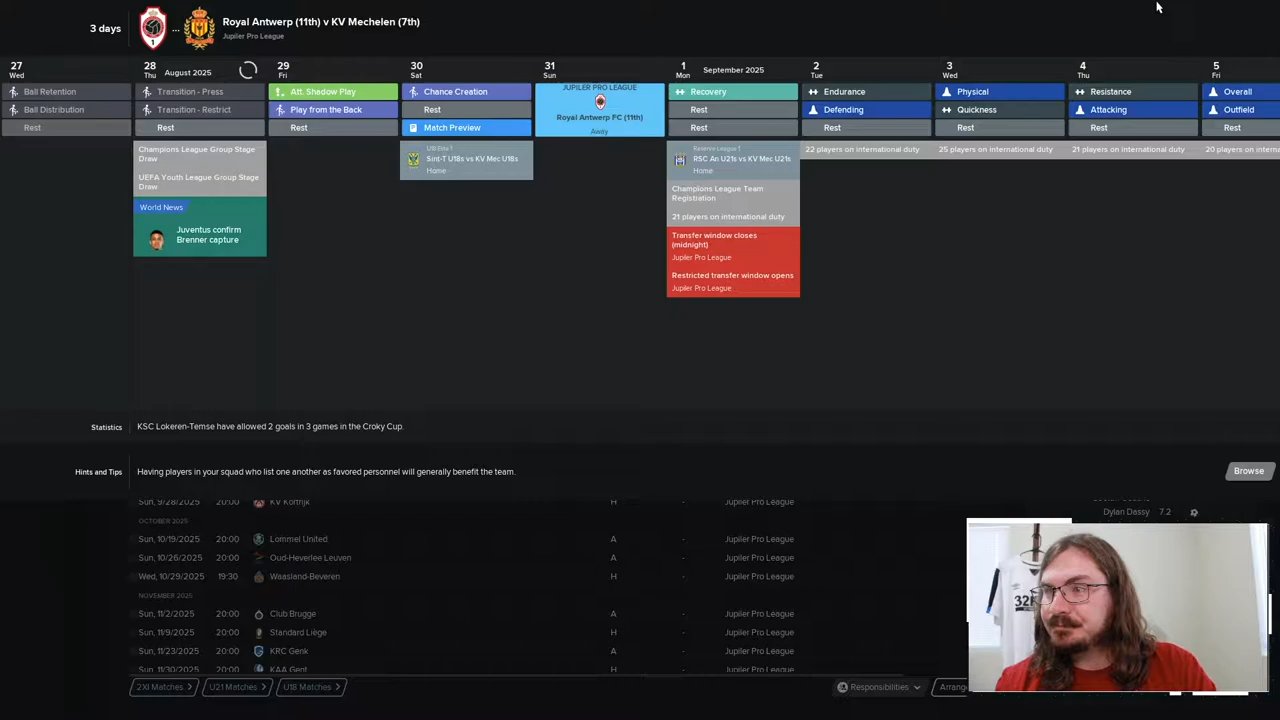 3 days
1
...
Royal Antwerp (11th) v KV Mechelen (7th)
Jupiler Pro League
27
Wed
28
Thu
August 2025
29
Fri
30
Sat
31
Sun
1
Mon
September 2025
2
Tue
3
Wed
4
Thu
5
Fri
Ball Retention
Transition - Press
Att. Shadow Play
Chance Creation
JUPILER PRO LEAGUE
Recovery
Endurance
Physical
Resistance
Overall
Ball Distribution
Transition - Restrict
Play from the Back
Rest
Royal Antwerp FC (11th)
Rest
Defending
Quickness
Attacking
Outfield
Rest
Rest
Rest
Match Preview
Away
Rest
Rest
Rest
Rest
Rest
Champions League Group Stage
Draw
UEFA Youth League Group Stage
Draw
World News
Juventus confirm
Brenner capture
U18 Elite 1
Sint-T U18s vs KV Mec U18s
Home
Reserve League 1
RSC An U21s vs KV Mec U21s
Home
Champions League Team
Registration
21 players on international duty
Transfer window closes
(midnight)
Jupiler Pro League
Restricted transfer window opens
Jupiler Pro League
22 players on international duty
25 players on international duty
21 players on international duty
20 players on interna
Statistics
KSC Lokeren-Temse have allowed 2 goals in 3 games in the Croky Cup.
Hints and Tips
Having players in your squad who list one another as favored personnel will generally benefit the team.
Browse
Sun, 9/28/2025 20:00 KV Kortrijk H - Jupiler Pro League
Dylan Dassy 7.2
OCTOBER 2025
Sun, 10/19/2025 20:00 Lommel United A - Jupiler Pro League
Sun, 10/26/2025 20:00 Oud-Heverlee Leuven A - Jupiler Pro League
Wed, 10/29/2025 19:30 Waasland-Beveren H - Jupiler Pro League
NOVEMBER 2025
Sun, 11/2/2025 20:00 Club Brugge A - Jupiler Pro League
Sun, 11/9/2025 20:00 Standard Liège H - Jupiler Pro League
Sun, 11/23/2025 20:00 KRC Genk A - Jupiler Pro League
Sun, 11/30/2025 20:00 KAA Gent H - Jupiler Pro League
2XI Matches >
U21 Matches >
U18 Matches >
Responsibilities
Arrang
32